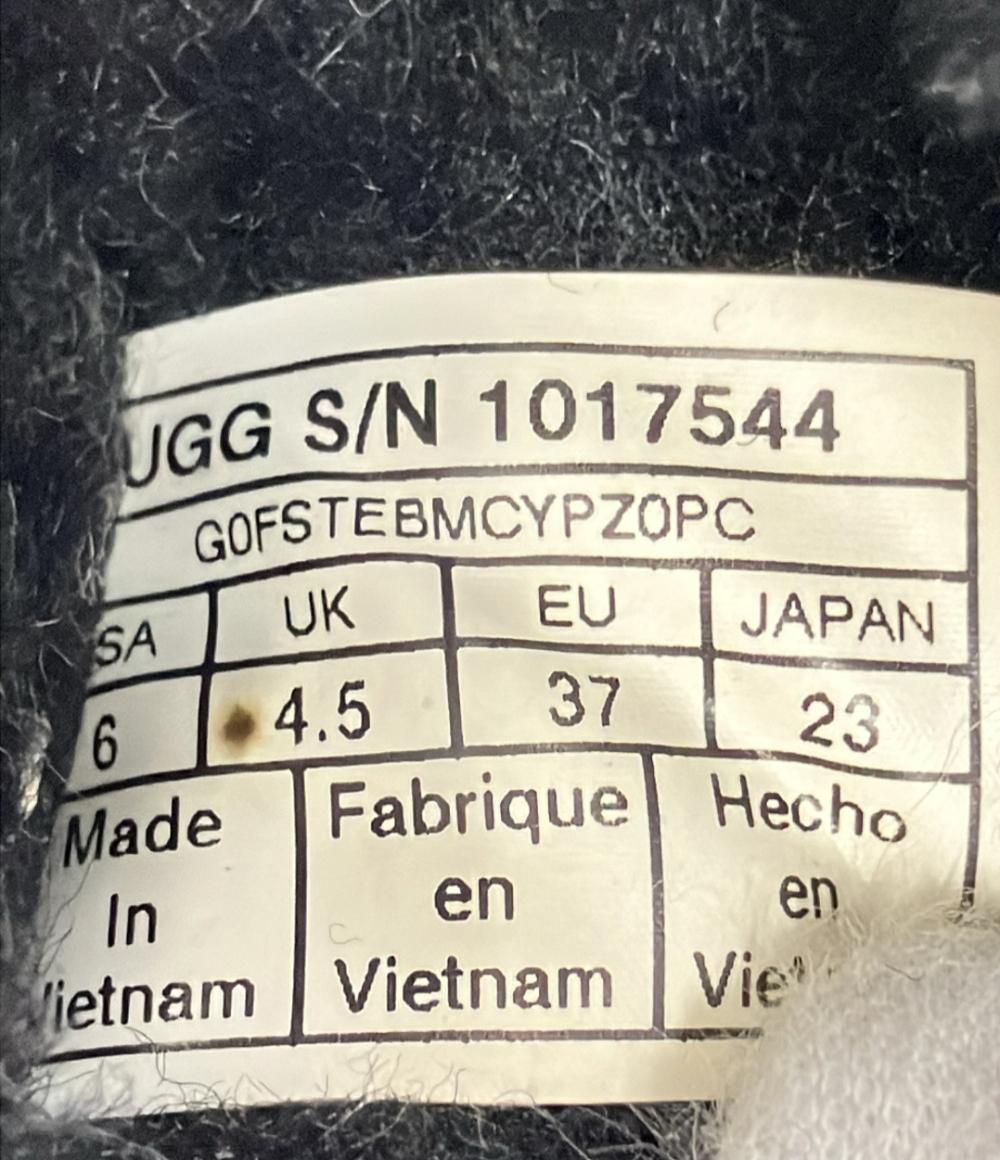 UGG S/N 1017544
G0FSTEBMCYPZ0PC
SA UK EU JAPAN
6 4.5 37 23
Made In Vietnam
Fabrique en Vietnam
Hecho en